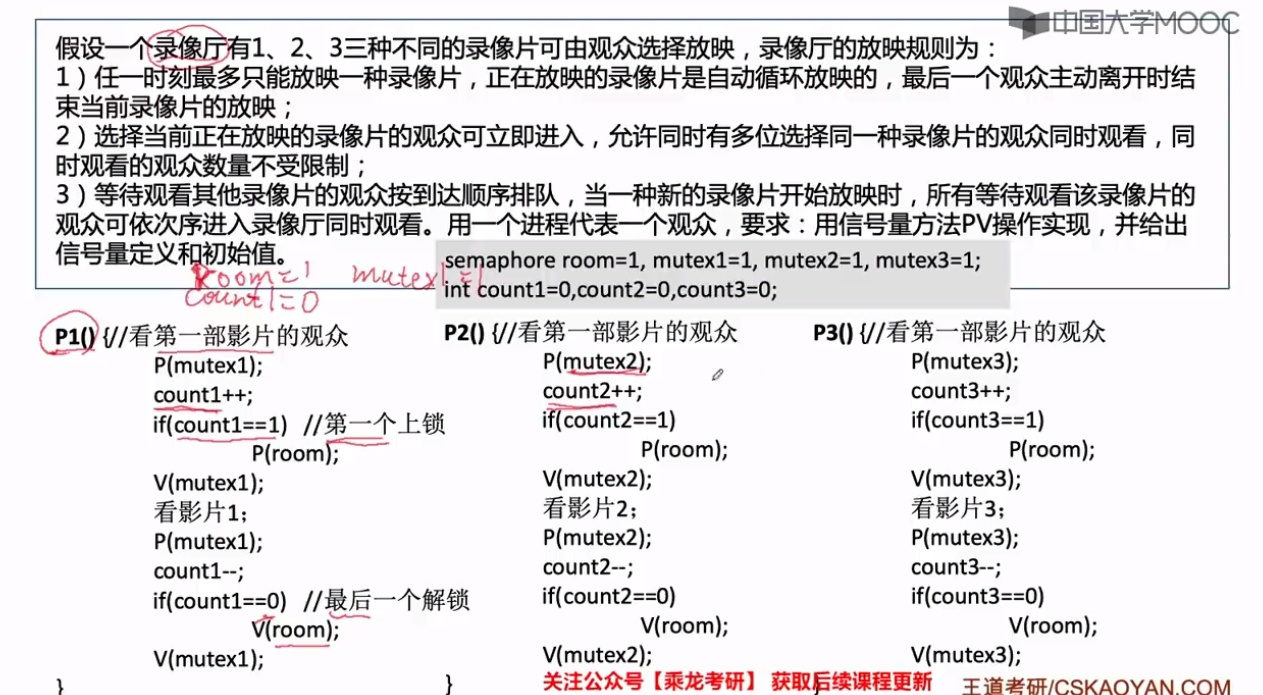 中国大学MOOC
假设一个录像厅有1、2、3三种不同的录像片可由观众选择放映，录像厅的放映规则为：
1）任一时刻最多只能放映一种录像片，正在放映的录像片是自动循环放映的，最后一个观众主动离开时结
束当前录像片的放映；
2）选择当前正在放映的录像片的观众可立即进入，允许同时有多位选择同一种录像片的观众同时观看，同
时观看的观众数量不受限制；
3）等待观看其他录像片的观众按到达顺序排队，当一种新的录像片开始放映时，所有等待观看该录像片的
观众可依次序进入录像厅同时观看。用一个进程代表一个观众，要求：用信号量方法PV操作实现，并给出
信号量定义和初始值。
Room=1 mutex1=1
count1=0
semaphore room=1, mutex1=1, mutex2=1, mutex3=1;
int count1=0,count2=0,count3=0;
P1() {//看第一部影片的观众
P(mutex1);
count1++;
if(count1==1) //第一个上锁
P(room);
V(mutex1);
看影片1;
P(mutex1);
count1--;
if(count1==0) //最后一个解锁
V(room);
V(mutex1);
}
P2() {//看第一部影片的观众
P(mutex2);
count2++;
if(count2==1)
P(room);
V(mutex2);
看影片2;
P(mutex2);
count2--;
if(count2==0)
V(room);
V(mutex2);
}
P3() {//看第一部影片的观众
P(mutex3);
count3++;
if(count3==1)
P(room);
V(mutex3);
看影片3;
P(mutex3);
count3--;
if(count3==0)
V(room);
V(mutex3);
}
关注公众号【乘龙考研】 获取后续课程更新
王道考研/CSKAOYAN.COM